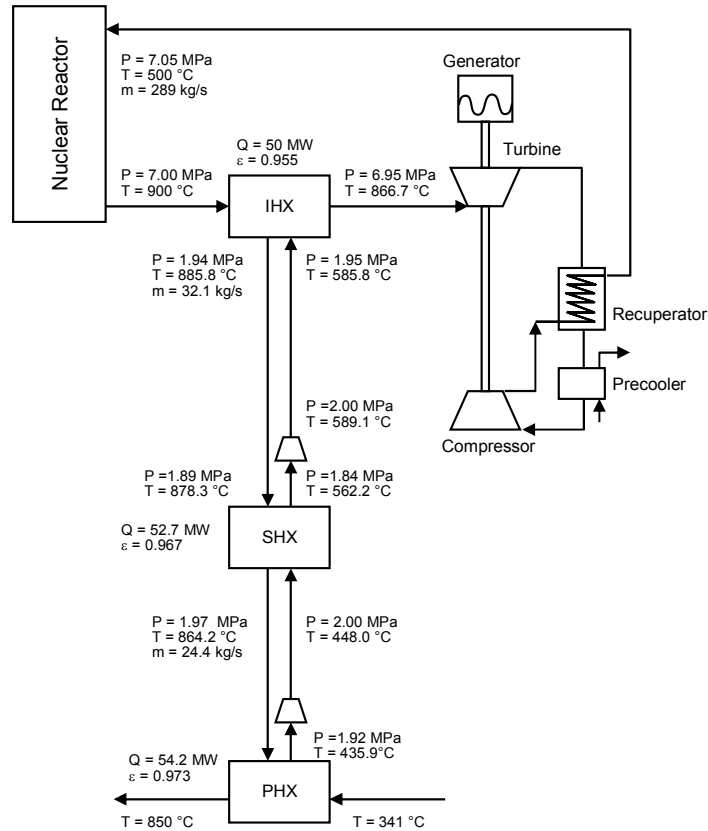 Nuclear Reactor
P = 7.05 MPa
T = 500 °C
m = 289 kg/s
Generator
Turbine
Q = 50 MW
ε = 0.955
P = 7.00 MPa
T = 900 °C
IHX
P = 6.95 MPa
T = 866.7 °C
P = 1.94 MPa
T = 885.8 °C
m = 32.1 kg/s
P = 1.95 MPa
T = 585.8 °C
Recuperator
Precooler
Compressor
P =2.00 MPa
T = 589.1 °C
P =1.89 MPa
T = 878.3 °C
P = 1.84 MPa
T = 562.2 °C
Q = 52.7 MW
ε = 0.967
SHX
P = 1.97 MPa
T = 864.2 °C
m = 24.4 kg/s
P = 2.00 MPa
T = 448.0 °C
P =1.92 MPa
T = 435.9°C
Q = 54.2 MW
ε = 0.973
PHX
T = 850 °C
T = 341 °C